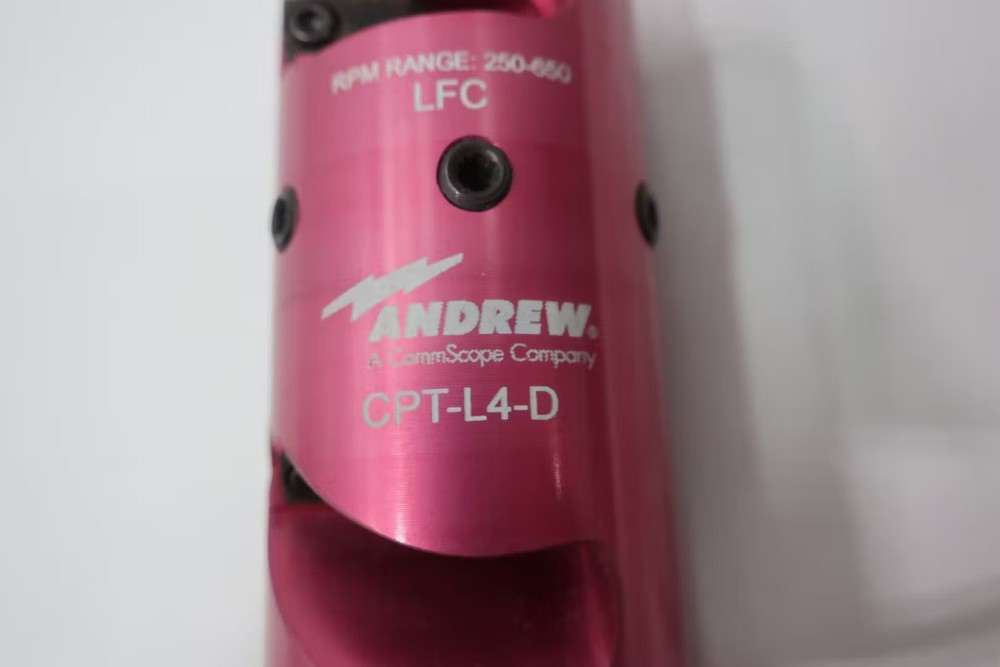 RPM RANGE: 250-650
LFC
ANDREW®
A CommScope Company
CPT-L4-D